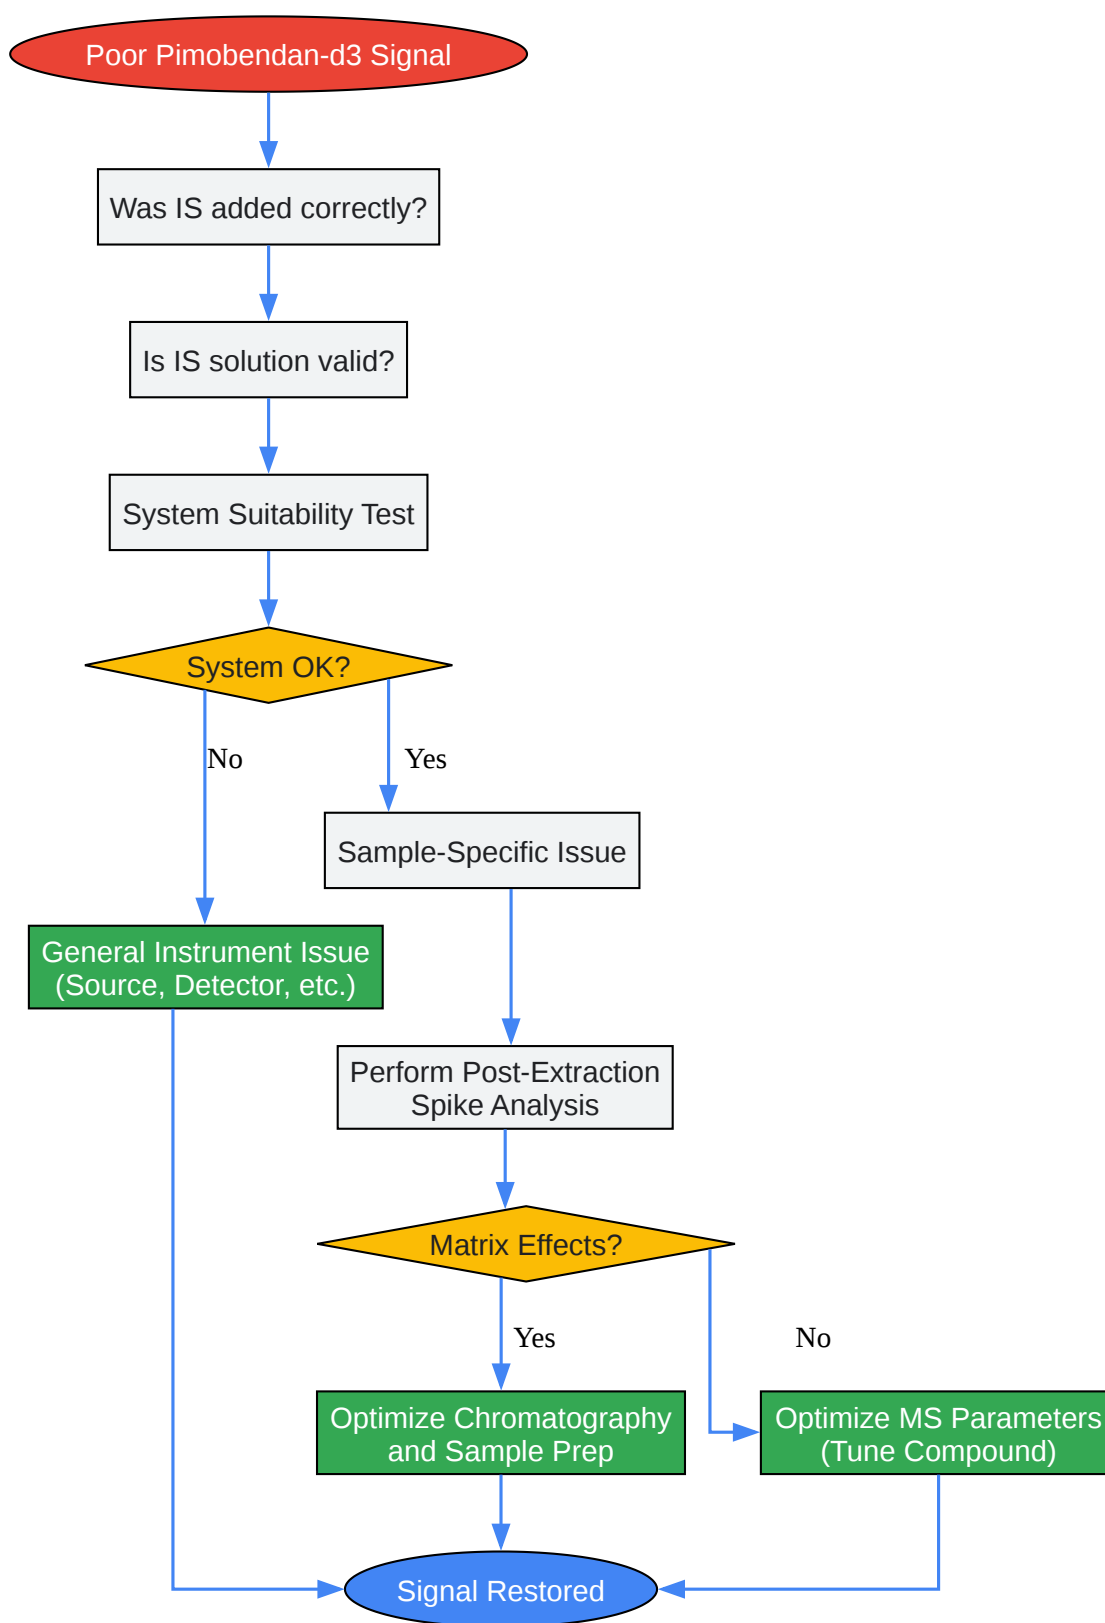 Poor Pimobendan-d3 Signal
Was IS added correctly?
Is IS solution valid?
System Suitability Test
System OK?
No
Yes
Sample-Specific Issue
General Instrument Issue
(Source, Detector, etc.)
Perform Post-Extraction
Spike Analysis
Matrix Effects?
Yes
No
Optimize Chromatography
and Sample Prep
Optimize MS Parameters
(Tune Compound)
Signal Restored